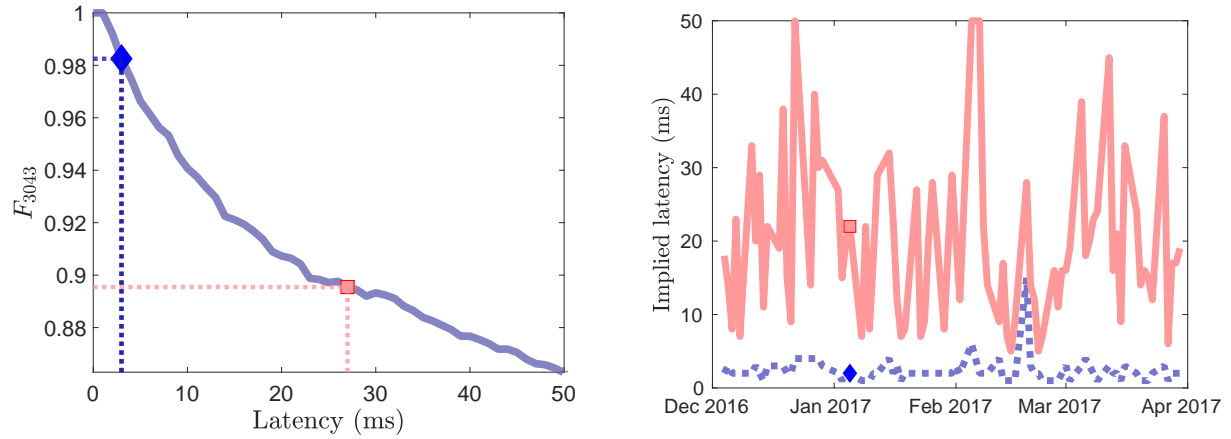 1
0.98
0.96
0.94
0.92
0.9
0.88
F3043
0 10 20 30 40 50
Latency (ms)
50
40
30
20
10
0
Implied latency (ms)
Dec 2016 Jan 2017 Feb 2017 Mar 2017 Apr 2017